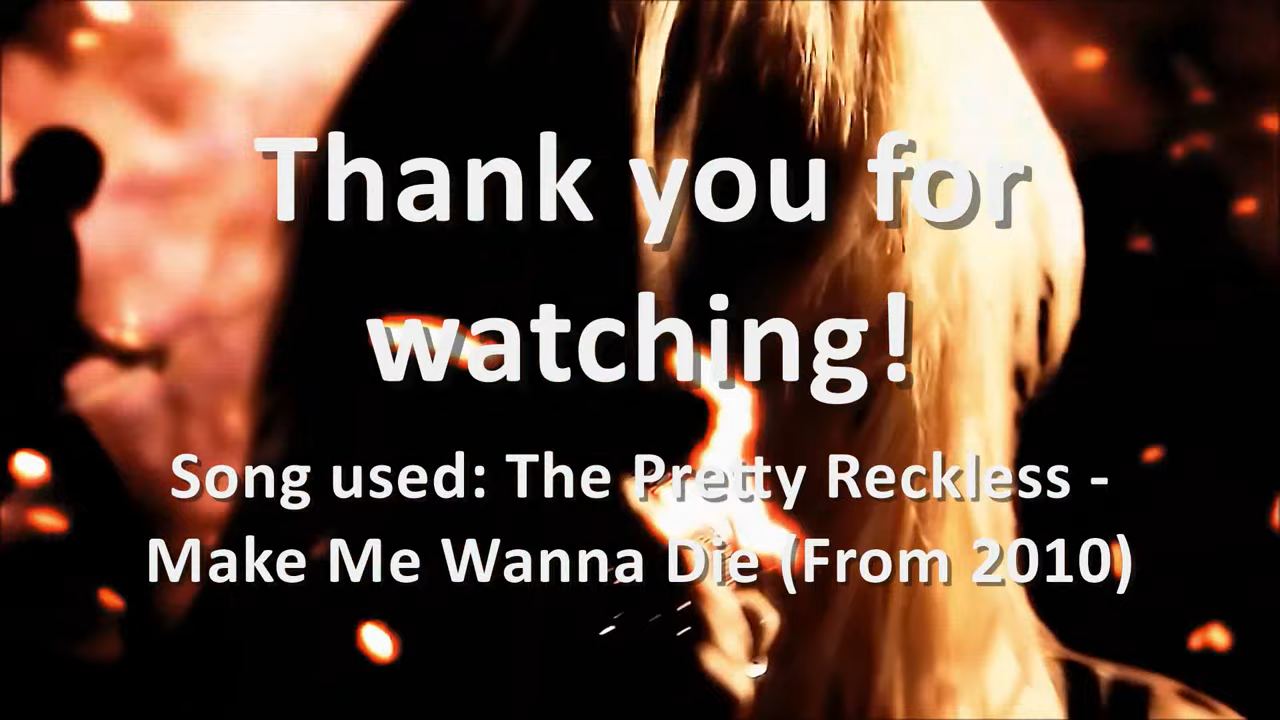 Thank you for
watching!
Song used: The Pretty Reckless -
Make Me Wanna Die (From 2010)